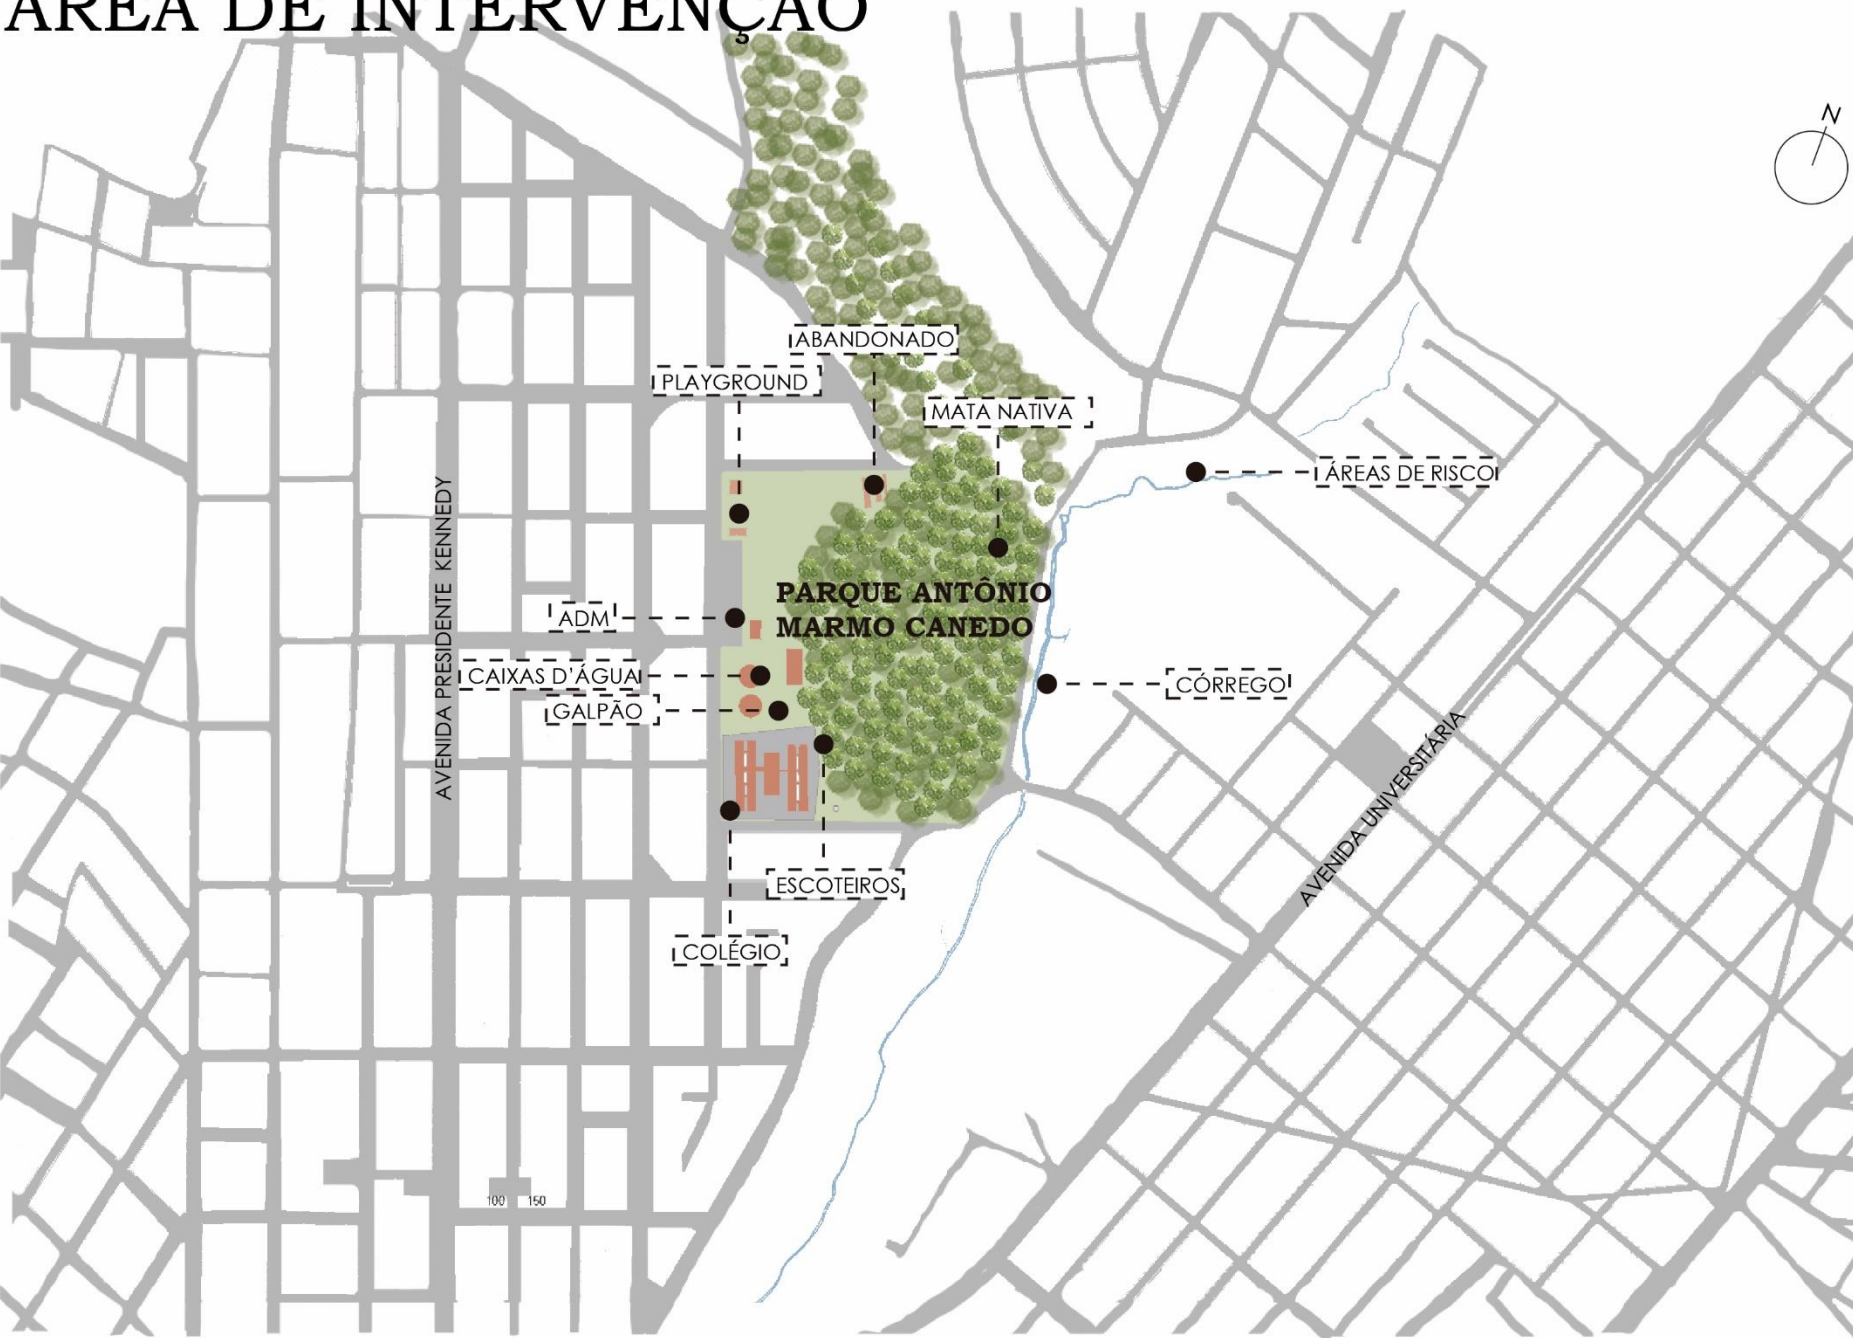 ÁREA DE INTERVENÇÃO
N
ABANDONADO
PLAYGROUND
MATA NATIVA
ÁREAS DE RISCO
PARQUE ANTÔNIO
MARMO CANEDO
ADM
CAIXAS D'ÁGUA
GALPÃO
CÓRREGO
AVENIDA PRESIDENTE KENNEDY
AVENIDA UNIVERSITÁRIA
ESCOTEIROS
COLÉGIO
100 150